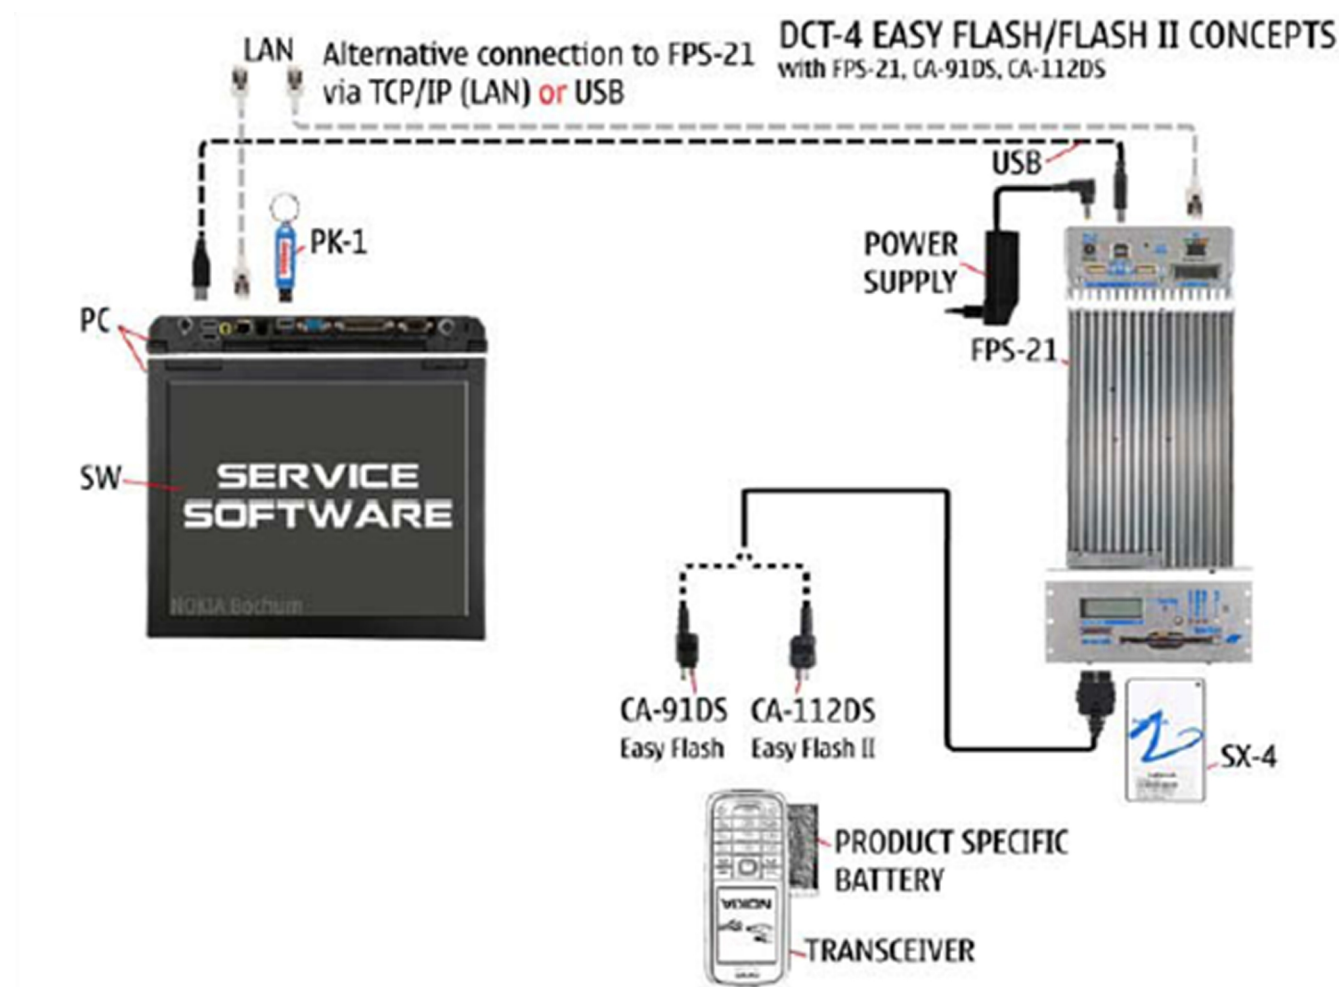 DCT-4 EASY FLASH/FLASH II CONCEPTS
with FPS-21, CA-91DS, CA-112DS
LAN
Alternative connection to FPS-21
via TCP/IP (LAN) or USB
USB
PK-1
POWER
SUPPLY
PC
FPS-21
SW
SERVICE
SOFTWARE
NOKIA Bochum
CA-91DS
Easy Flash
CA-112DS
Easy Flash II
SX-4
PRODUCT SPECIFIC
BATTERY
NOKIA
TRANSCEIVER